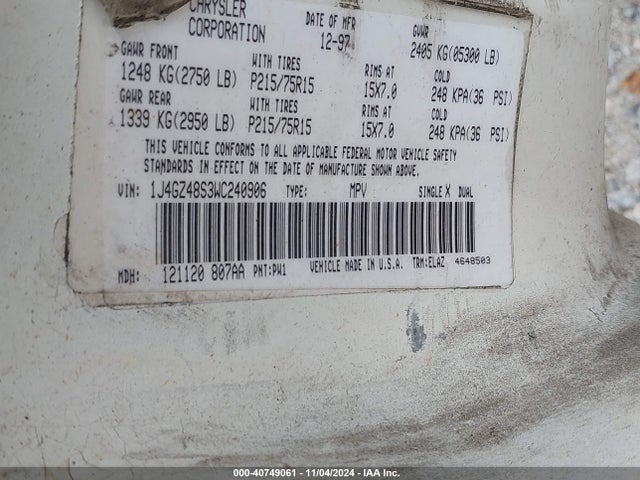 CHRYSLER CORPORATION DATE OF MFR 12-97 GVWR 2405 KG(05300 LB)
GAWR FRONT WITH TIRES RIMS AT COLD
1248 KG(2750 LB) P215/75R15 15X7.0 248 KPA(36 PSI)
GAWR REAR WITH TIRES RIMS AT COLD
1339 KG(2950 LB) P215/75R15 15X7.0 248 KPA(36 PSI)
THIS VEHICLE CONFORMS TO ALL APPLICABLE FEDERAL MOTOR VEHICLE SAFETY
STANDARDS IN EFFECT ON THE DATE OF MANUFACTURE SHOWN ABOVE.
VIN: 1J4GZ48S3WC240906 TYPE: MPV SINGLE X DUAL
MDH: 121120 807AA PNT:PW1 VEHICLE MADE IN U.S.A. TRM:ELAZ 4648503
000-40749061 - 11/04/2024 - IAA Inc.